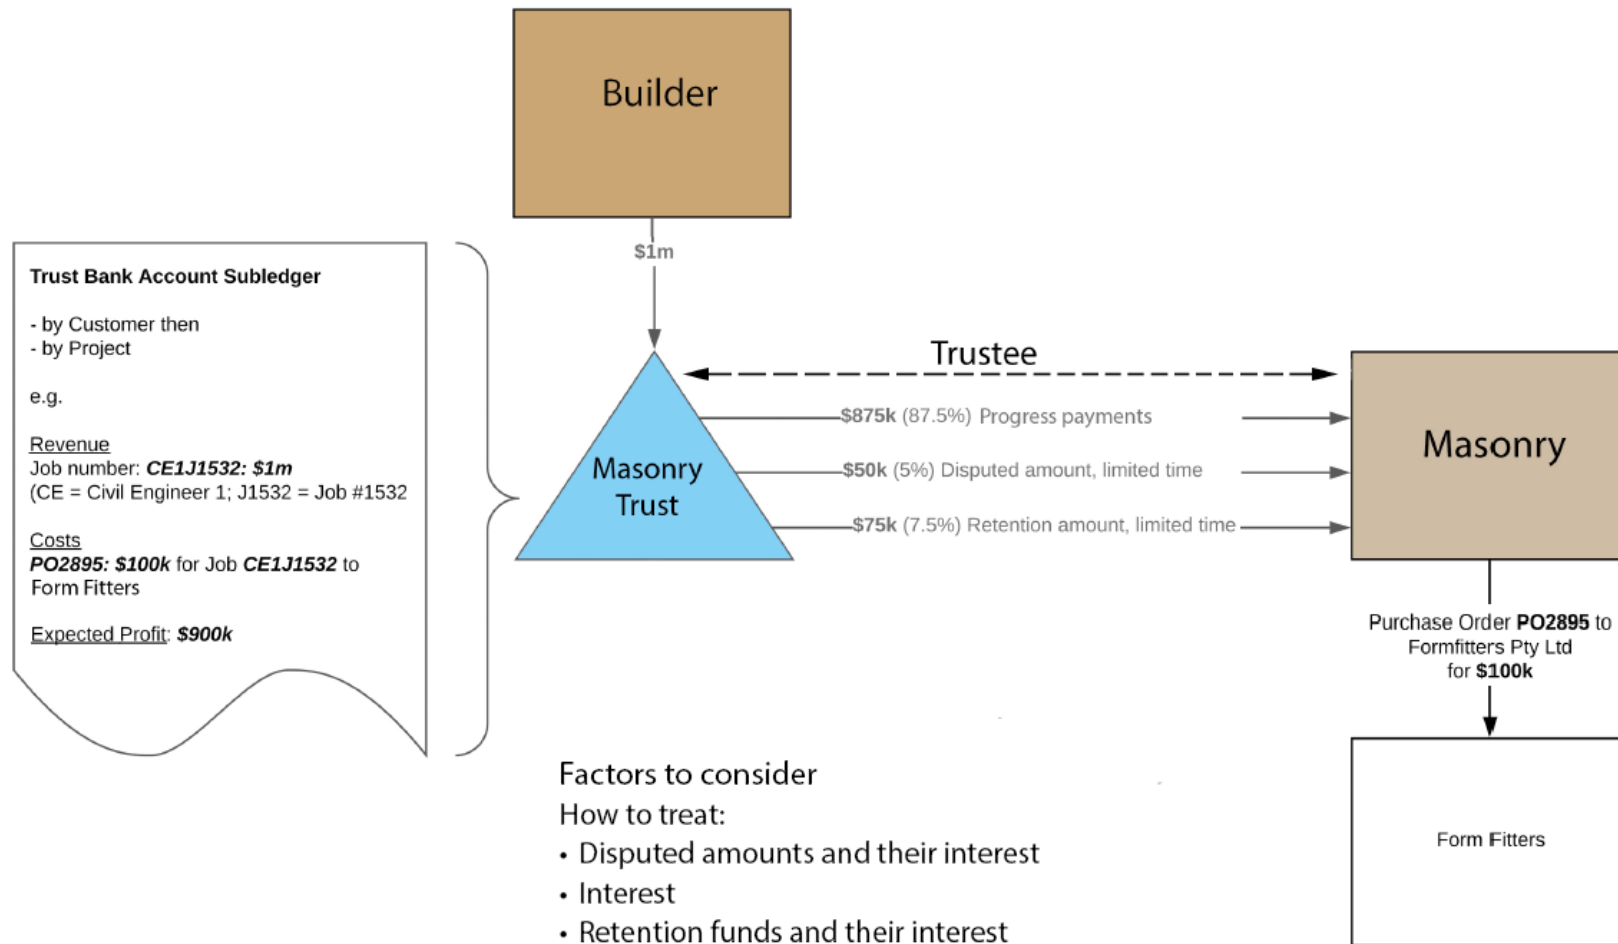 Builder
$1m
Trust Bank Account Subledger
- by Customer then
- by Project
e.g.
Revenue
Job number: CE1J1532: $1m
(CE = Civil Engineer 1; J1532 = Job #1532
Costs
PO2895: $100k for Job CE1J1532 to
Form Fitters
Expected Profit: $900k
Trustee
$875k (87.5%) Progress payments
$50k (5%) Disputed amount, limited time
$75k (7.5%) Retention amount, limited time
Masonry
Trust
Masonry
Purchase Order PO2895 to
Formfitters Pty Ltd
for $100k
Form Fitters
Factors to consider
How to treat:
• Disputed amounts and their interest
• Interest
• Retention funds and their interest